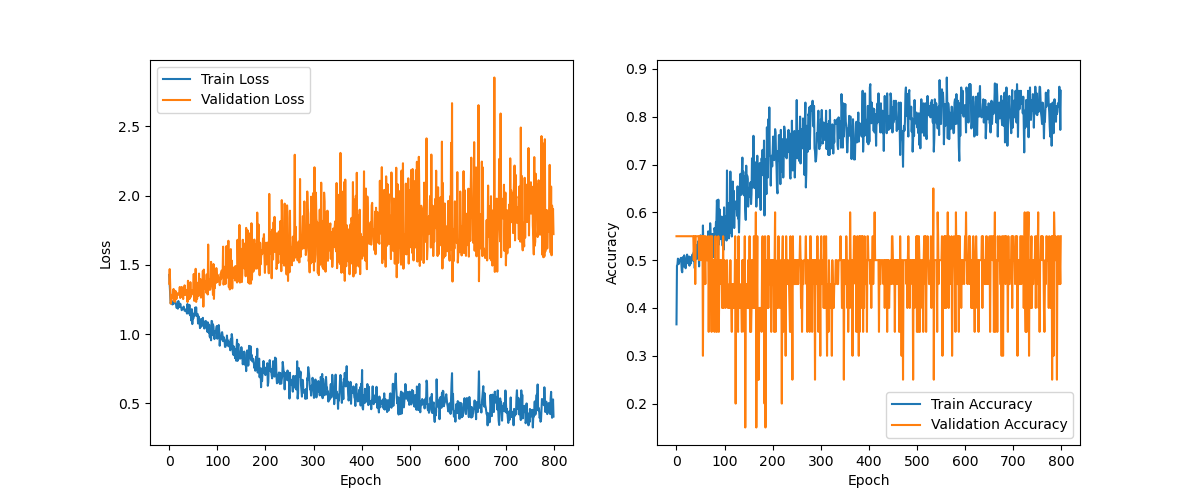 Train Loss
Validation Loss
2.5
2.0
1.5
1.0
0.5
Loss
0 100 200 300 400 500 600 700 800
Epoch
0.9
0.8
0.7
0.6
0.5
0.4
0.3
0.2
Accuracy
Train Accuracy
Validation Accuracy
0 100 200 300 400 500 600 700 800
Epoch